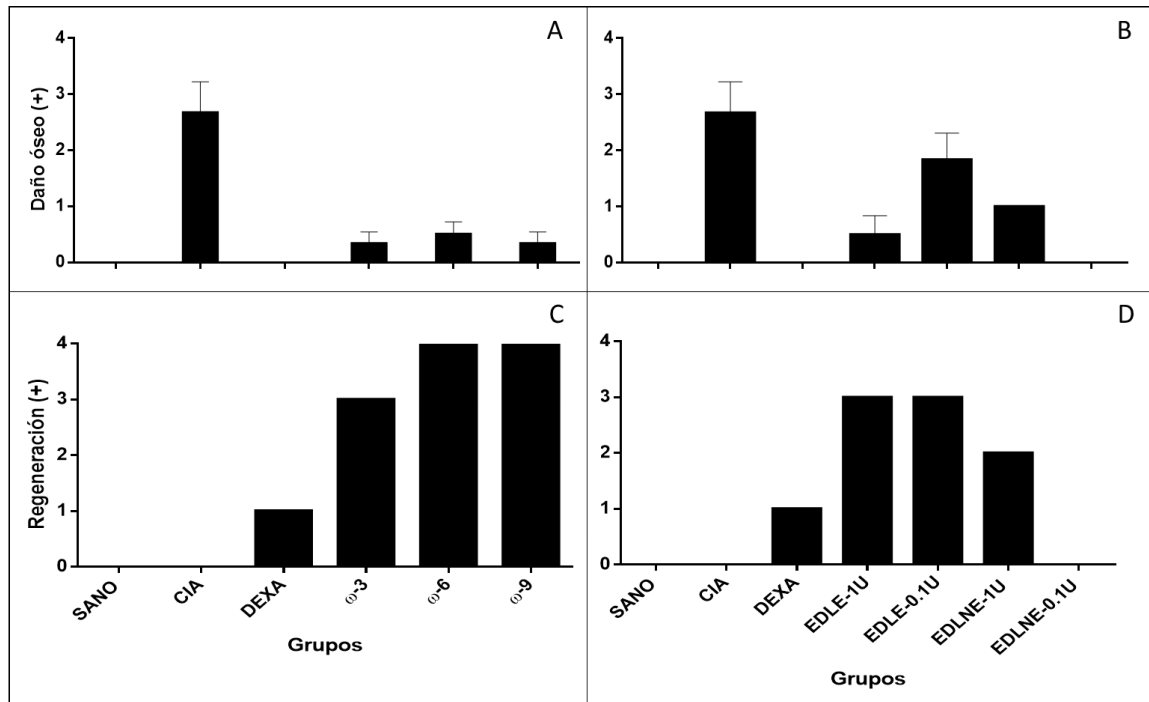 A
Daño óseo (+)
4
3
2
1
0
B
4
3
2
1
0
C
Regeneración (+)
4
3
2
1
0
SANO
CIA
DEXA
ω-3
ω-6
ω-9
Grupos
D
4
3
2
1
0
SANO
CIA
DEXA
EDLE-1U
EDLE-0.1U
EDLNE-1U
EDLNE-0.1U
Grupos